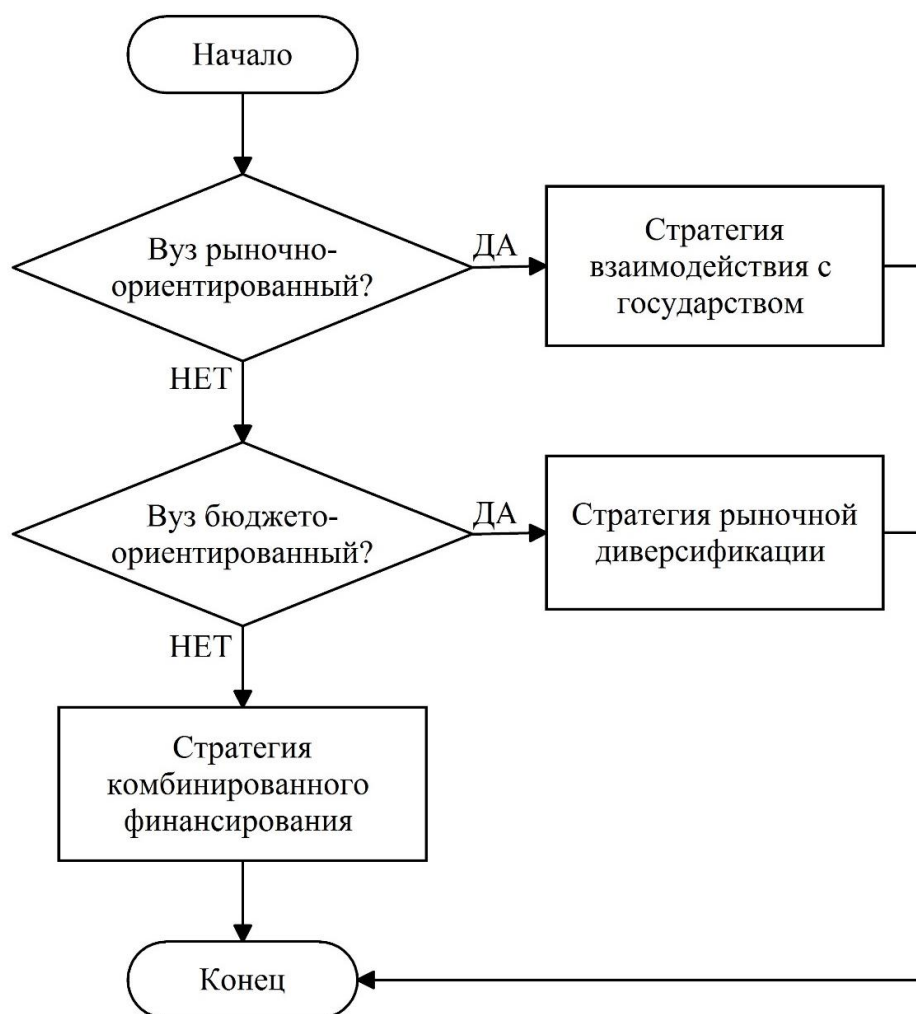 Начало
Вуз рыночно-
ориентированный?
ДА
Стратегия
взаимодействия с
государством
НЕТ
Вуз бюджето-
ориентированный?
ДА
Стратегия рыночной
диверсификации
НЕТ
Стратегия
комбинированного
финансирования
Конец